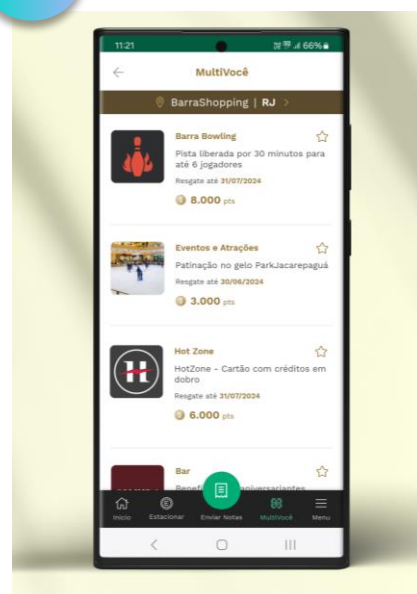 11:21
66%
MultiVocê
BarraShopping | RJ >
Barra Bowling
Pista liberada por 30 minutos para
até 6 jogadores
Resgate até 31/07/2024
8.000 pts
Eventos e Atrações
Patinação no gelo ParkJacarepaguá
Resgate até 30/06/2024
3.000 pts
H
Hot Zone
HotZone - Cartão com créditos em
dobro
Resgate até 31/07/2024
6.000 pts
Bar
Início
E
Estacionar
Enviar Notas
MultiVocê
Menu